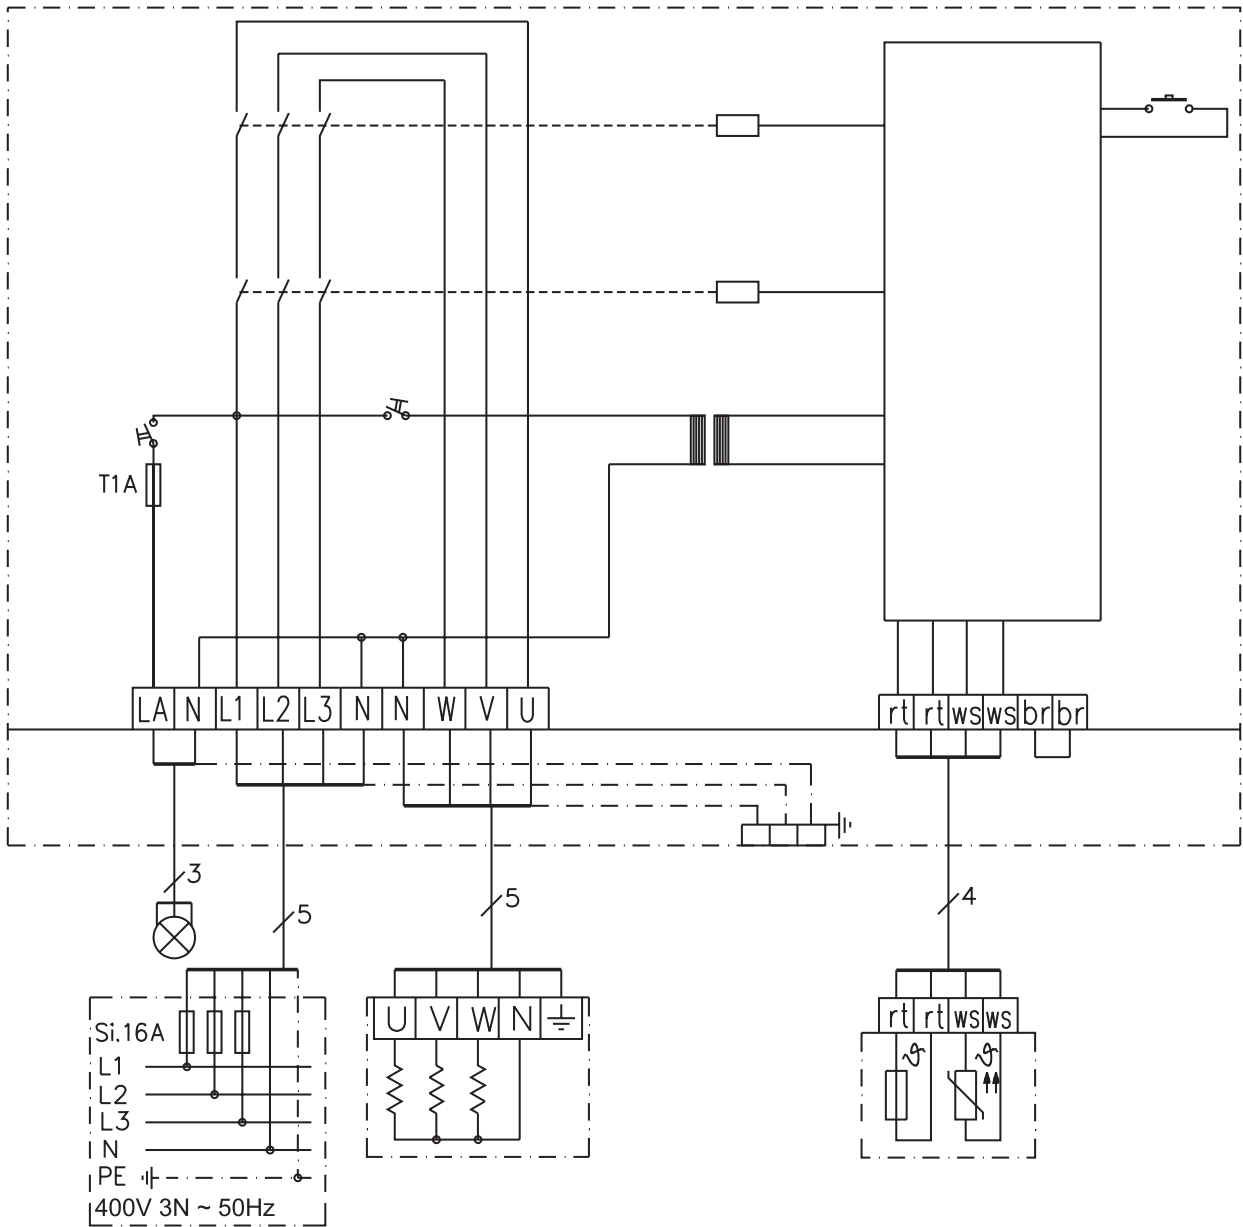 T1A
LA N L1 L2 L3 N N W V U
rt rt ws ws br br
3
5
5
4
U V W N
rt rt ws ws
ϑ ϑ
Si.16A
L1
L2
L3
N
PE
400V 3N ~ 50Hz